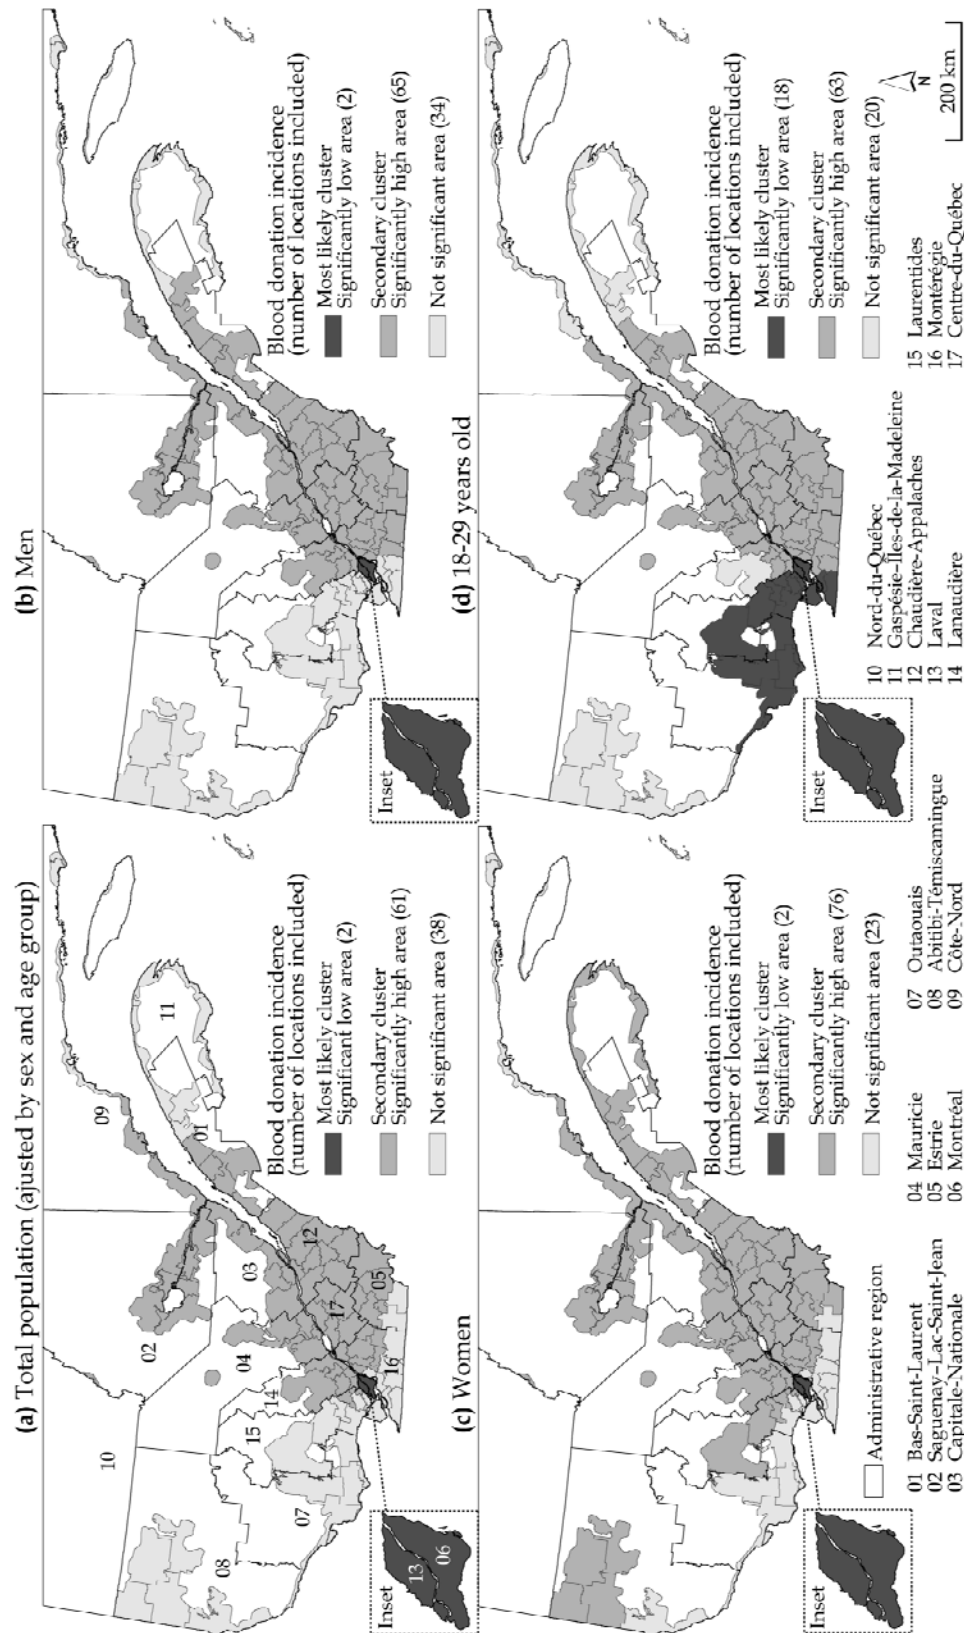 (a) Total population (ajusted by sex and age group)
10
02
09
08
15
14
04
03
01
11
07
16
17
12
05
Inset
13
06
Blood donation incidence
(number of locations included)
Most likely cluster
Significant low area (2)
Secondary cluster
Significantly high area (61)
Not significant area (38)
(b) Men
Inset
Blood donation incidence
(number of locations included)
Most likely cluster
Significantly low area (2)
Secondary cluster
Significantly high area (65)
Not significant area (34)
(c) Women
Inset
Blood donation incidence
(number of locations included)
Most likely cluster
Significantly low area (2)
Secondary cluster
Significantly high area (76)
Not significant area (23)
(d) 18-29 years old
Inset
Blood donation incidence
(number of locations included)
Most likely cluster
Significantly low area (18)
Secondary cluster
Significantly high area (63)
Not significant area (20)
Administrative region
01 Bas-Saint-Laurent
02 Saguenay-Lac-Saint-Jean
03 Capitale-Nationale
04 Mauricie
05 Estrie
06 Montréal
07 Outaouais
08 Abitibi-Témiscamingue
09 Côte-Nord
10 Nord-du-Québec
11 Gaspésie-Îles-de-la-Madeleine
12 Chaudière-Appalaches
13 Laval
14 Lanaudière
15 Laurentides
16 Montérégie
17 Centre-du-Québec
N
200 km